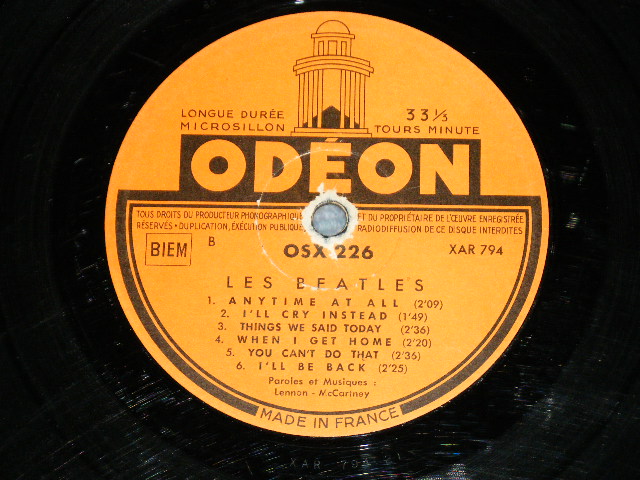 LONGUE DURÉE 33⅓
MICROSILLON TOURS MINUTE
ODÉON
TOUS DROITS DU PRODUCTEUR PHONOGRAPHIQUE ET DU PROPRIÉTAIRE DE L'ŒUVRE ENREGISTRÉE
RÉSERVÉS • DUPLICATION, EXÉCUTION PUBLIQUE RADIODIFFUSION DE CE DISQUE INTERDITES
BIEM B OSX 226 XAR 794
LES BEATLES
1. ANYTIME AT ALL (2'09)
2. I'LL CRY INSTEAD (1'49)
3. THINGS WE SAID TODAY (2'36)
4. WHEN I GET HOME (2'20)
5. YOU CAN'T DO THAT (2'36)
6. I'LL BE BACK (2'25)
Paroles et Musiques :
Lennon - McCartney
MADE IN FRANCE
XAR